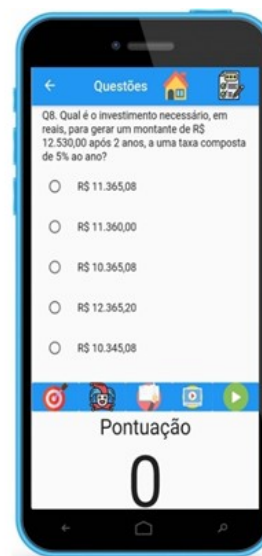 Questões
Q8. Qual é o investimento necessário, em
reais, para gerar um montante de R$
12.530,00 após 2 anos, a uma taxa composta
de 5% ao ano?
R$ 11.365,08
R$ 11.360,00
R$ 10.365,08
R$ 12.365,20
R$ 10.345,08
Pontuação
0